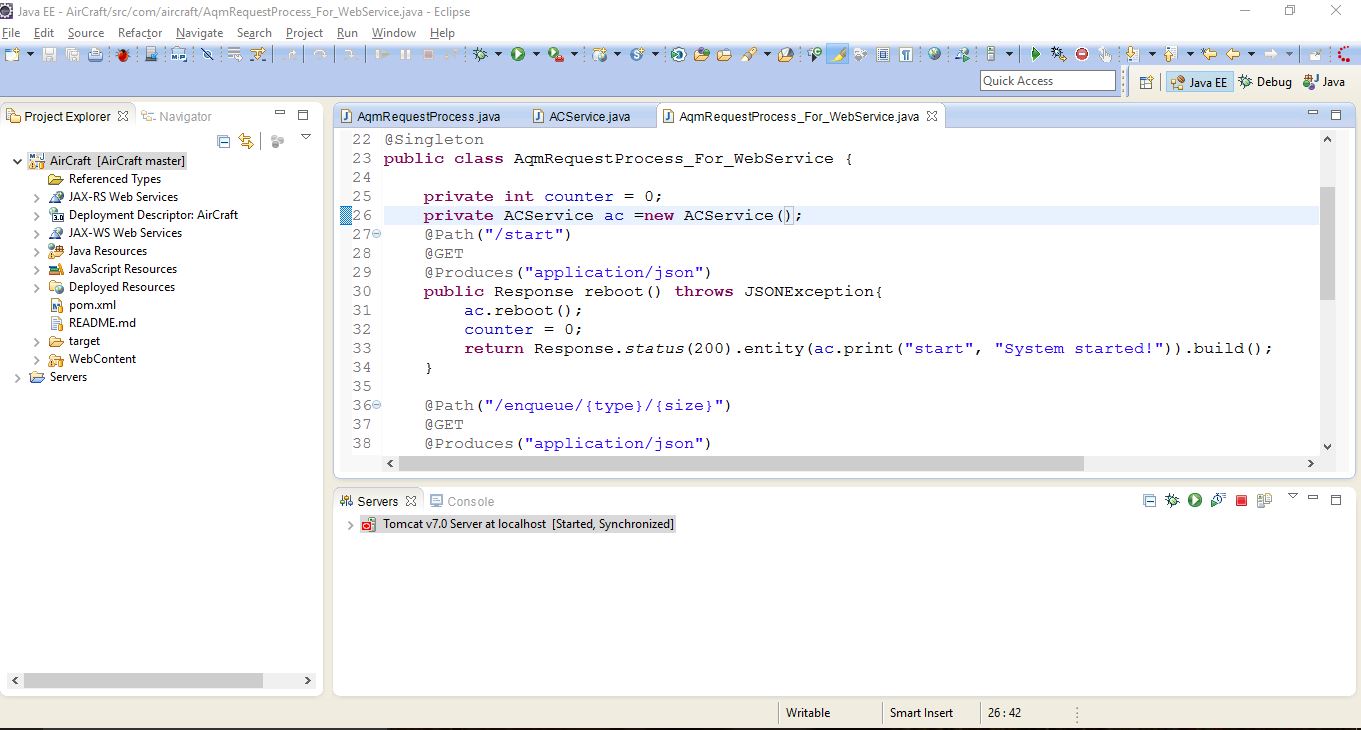 Java EE - AirCraft/src/com/aircraft/AqmRequestProcess_For_WebService.java - Eclipse
File Edit Source Refactor Navigate Search Project Run Window Help
Quick Access
Java EE Debug Java
Project Explorer Navigator
AirCraft [AirCraft master]
Referenced Types
JAX-RS Web Services
Deployment Descriptor: AirCraft
JAX-WS Web Services
Java Resources
JavaScript Resources
Deployed Resources
pom.xml
README.md
target
WebContent
Servers
AqmRequestProcess.java ACService.java AqmRequestProcess_For_WebService.java
22 @Singleton
23 public class AqmRequestProcess_For_WebService {
24
25 private int counter = 0;
26 private ACService ac =new ACService();
27 @Path("/start")
28 @GET
29 @Produces("application/json")
30 public Response reboot() throws JSONException{
31 ac.reboot();
32 counter = 0;
33 return Response.status(200).entity(ac.print("start", "System started!")).build();
34 }
35
36 @Path("/enqueue/{type}/{size}")
37 @GET
38 @Produces("application/json")
Servers Console
Tomcat v7.0 Server at localhost [Started, Synchronized]
Writable Smart Insert 26 : 42